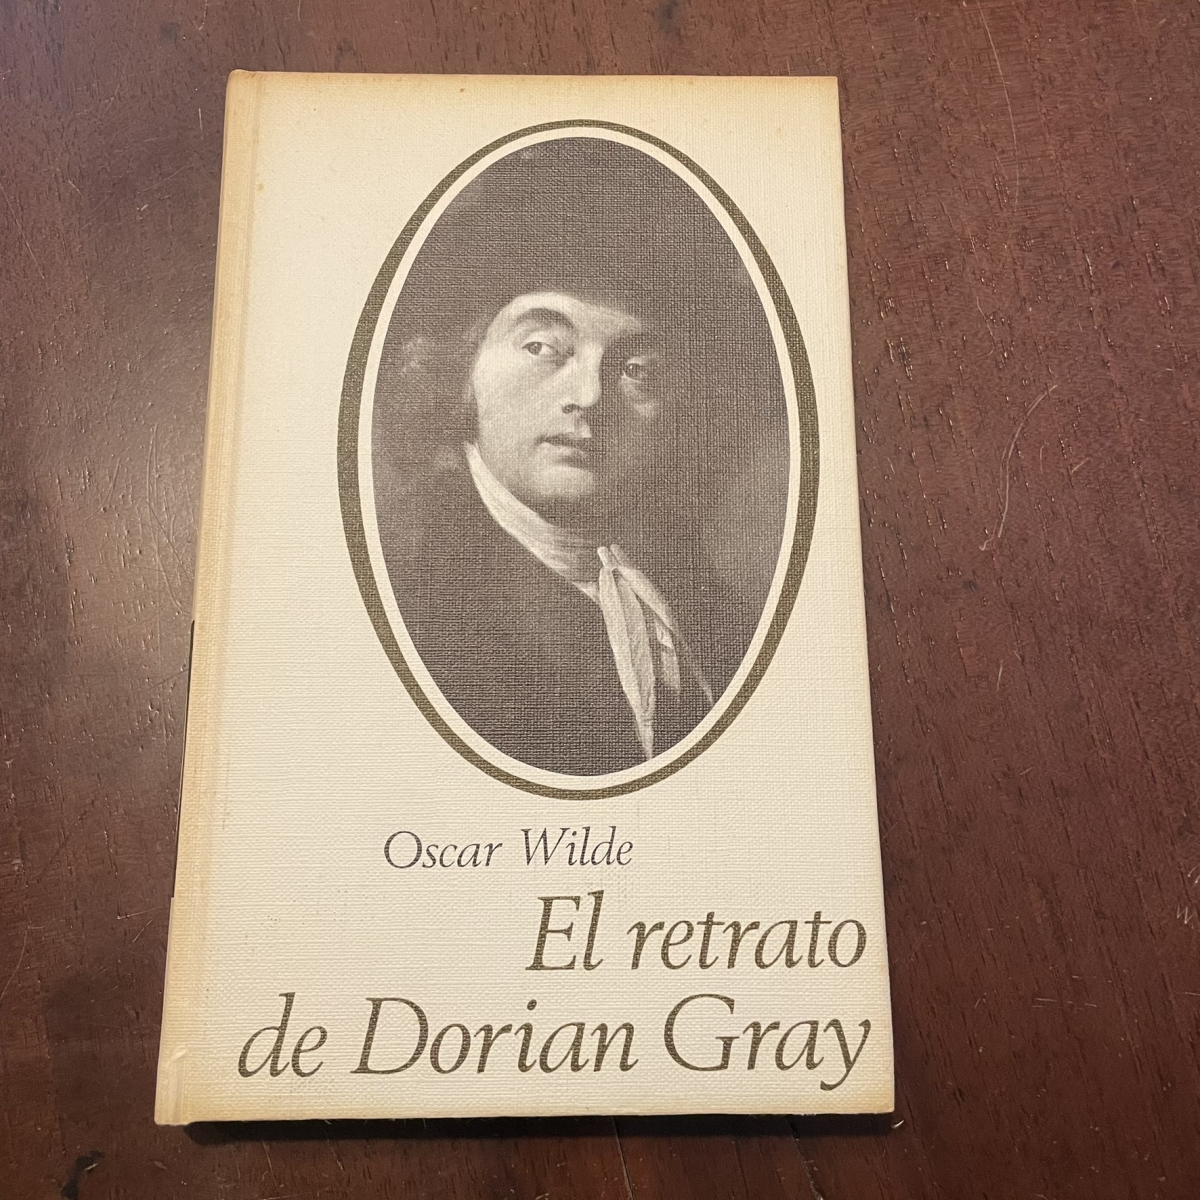 Oscar Wilde
El retrato
de Dorian Gray